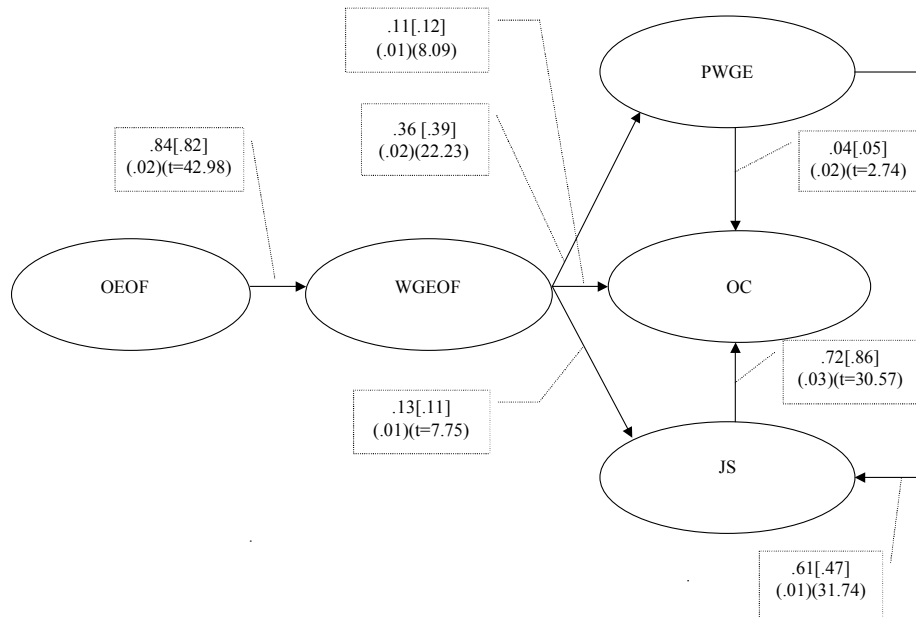 .11[.12]
(.01)(8.09)
PWGE
.36 [.39]
(.02)(22.23)
.84[.82]
(.02)(t=42.98)
.04[.05]
(.02)(t=2.74)
OEOF
WGEOF
OC
.72[.86]
(.03)(t=30.57)
.13[.11]
(.01)(t=7.75)
JS
.61[.47]
(.01)(31.74)